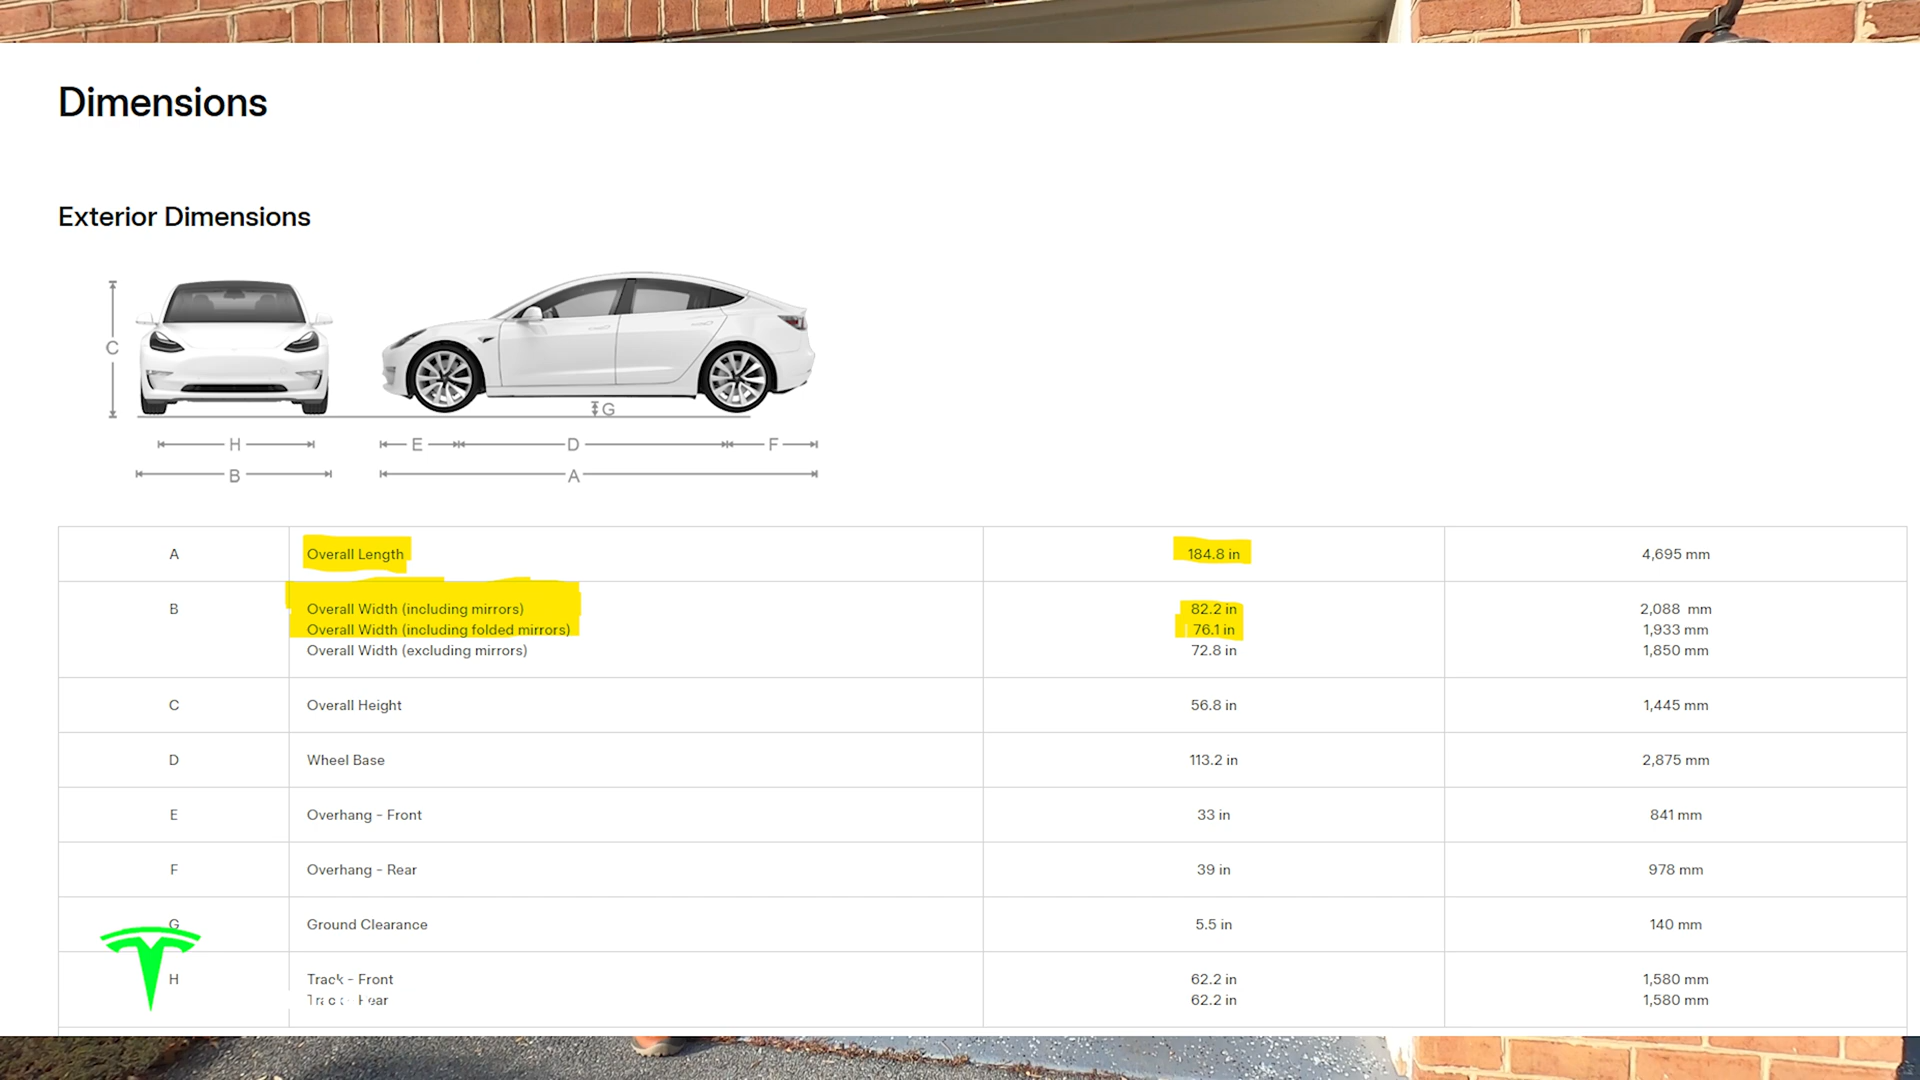 Dimensions
Exterior Dimensions
C
G
H
E
D
F
B
A
A Overall Length 184.8 in 4,695 mm
B Overall Width (including mirrors) 82.2 in 2,088 mm
Overall Width (including folded mirrors) 76.1 in 1,933 mm
Overall Width (excluding mirrors) 72.8 in 1,850 mm
C Overall Height 56.8 in 1,445 mm
D Wheel Base 113.2 in 2,875 mm
E Overhang - Front 33 in 841 mm
F Overhang - Rear 39 in 978 mm
G Ground Clearance 5.5 in 140 mm
H Track - Front 62.2 in 1,580 mm
Track - Rear 62.2 in 1,580 mm